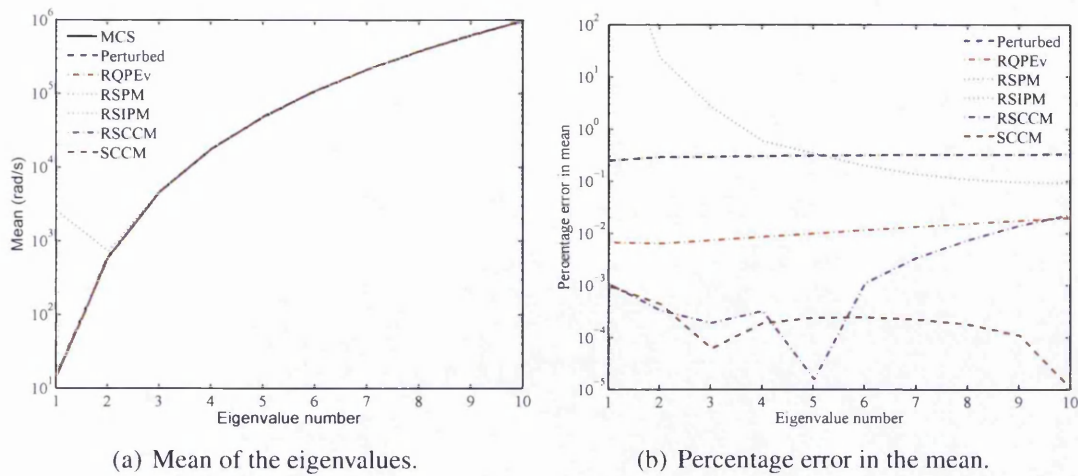 10^6
10^5
10^4
10^3
10^2
10^1
Mean (rad/s)
MCS
Perturbed
RQPEv
RSPM
RSIPM
RSCCM
SCCM
1 2 3 4 5 6 7 8 9 10
Eigenvalue number
(a) Mean of the eigenvalues.
10^2
10^1
10^0
10^-1
10^-2
10^-3
10^-4
10^-5
Percentage error in mean
Perturbed
RQPEv
RSPM
RSIPM
RSCCM
SCCM
1 2 3 4 5 6 7 8 9 10
Eigenvalue number
(b) Percentage error in the mean.